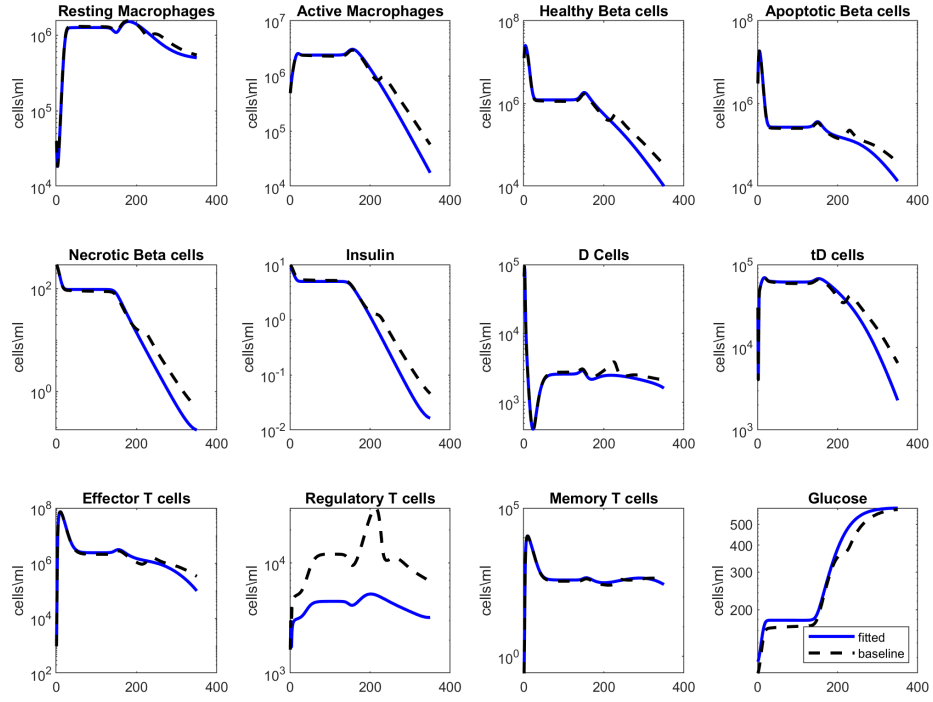 Resting Macrophages
cells\ml
10^6
10^5
10^4
0 200 400
Active Macrophages
cells\ml
10^7
10^6
10^5
10^4
0 200 400
Healthy Beta cells
cells\ml
10^8
10^6
10^4
0 200 400
Apoptotic Beta cells
cells\ml
10^8
10^6
10^4
0 200 400
Necrotic Beta cells
cells\ml
10^2
10^0
0 200 400
Insulin
cells\ml
10^1
10^0
10^-1
10^-2
0 200 400
D Cells
cells\ml
10^5
10^4
10^3
0 200 400
tD cells
cells\ml
10^5
10^4
10^3
0 200 400
Effector T cells
cells\ml
10^8
10^6
10^4
10^2
0 200 400
Regulatory T cells
cells\ml
10^4
10^3
0 200 400
Memory T cells
cells\ml
10^5
10^0
0 200 400
Glucose
cells\ml
500
400
300
200
0 200 400
fitted
baseline